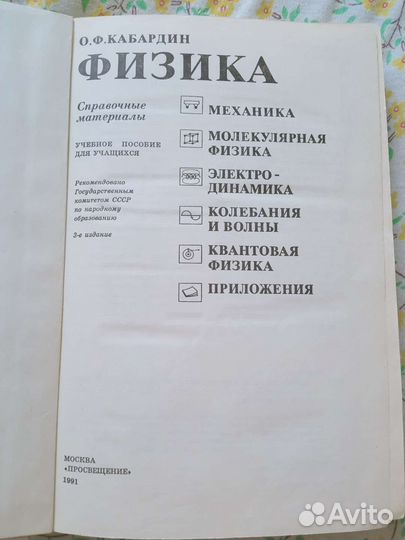 О.Ф.КАБАРДИН
ФИЗИКА
Справочные
материалы
УЧЕБНОЕ ПОСОБИЕ
ДЛЯ УЧАЩИХСЯ
Рекомендовано
Государственным
комитетом СССР
по народному
образованию
3-е издание
МЕХАНИКА
МОЛЕКУЛЯРНАЯ
ФИЗИКА
ЭЛЕКТРО-
ДИНАМИКА
КОЛЕБАНИЯ
И ВОЛНЫ
КВАНТОВАЯ
ФИЗИКА
ПРИЛОЖЕНИЯ
МОСКВА
«ПРОСВЕЩЕНИЕ»
1991
Avito